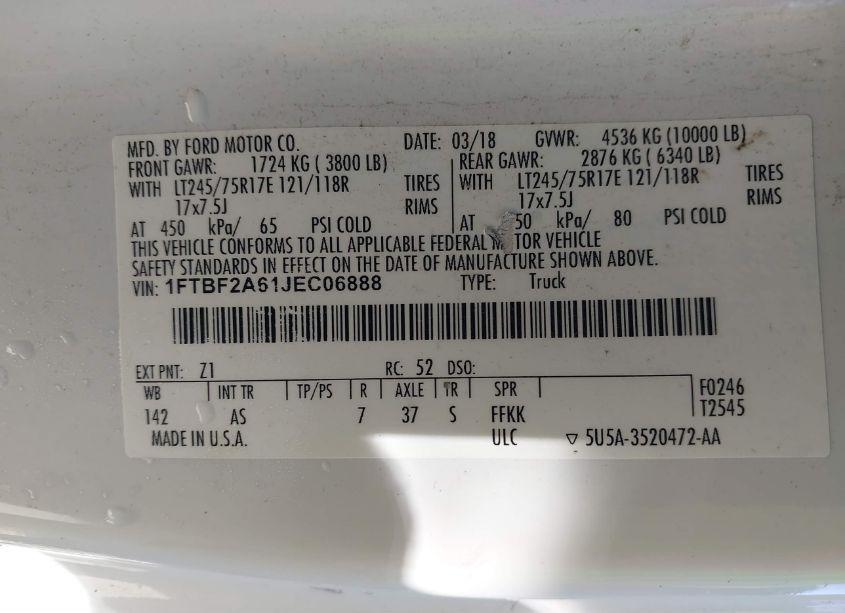 MFD. BY FORD MOTOR CO. DATE: 03/18 GVWR: 4536 KG (10000 LB)
FRONT GAWR: 1724 KG ( 3800 LB) REAR GAWR: 2876 KG ( 6340 LB)
WITH LT245/75R17E 121/118R TIRES WITH LT245/75R17E 121/118R TIRES
17x7.5J RIMS 17x7.5J RIMS
AT 450 kPa/ 65 PSI COLD AT 50 kPa/ 80 PSI COLD
THIS VEHICLE CONFORMS TO ALL APPLICABLE FEDERAL M TOR VEHICLE
SAFETY STANDARDS IN EFFECT ON THE DATE OF MANUFACTURE SHOWN ABOVE.
VIN: 1FTBF2A61JEC06888 TYPE: Truck
EXT PNT: Z1 RC: 52 DSO:
WB INT TR TP/PS R AXLE TR SPR F0246
142 AS 7 37 S FFKK T2545
MADE IN U.S.A. ULC ▽ 5U5A-3520472-AA